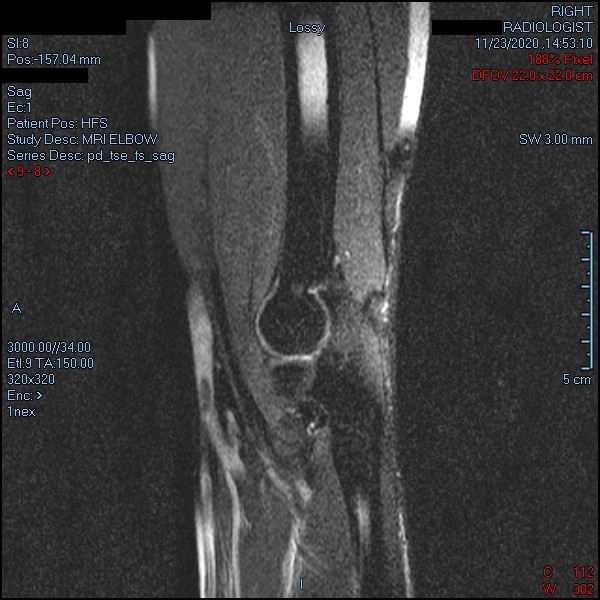 Lossy
RIGHT
RADIOLOGIST
11/23/2020 ,14:53:10
188% Pixel
DFOV 22.0 x 22.0 cm
SI:8
Pos:-157.04 mm
Sag
Ec:1
Patient Pos: HFS
Study Desc: MRI ELBOW
Series Desc: pd_tse_fs_sag
< 9 - 8 >
SW 3.00 mm
A
3000.00//34.00
Etl:9 TA:150.00
320x320
Enc: >
1nex
5 cm
I
C 112
W 302